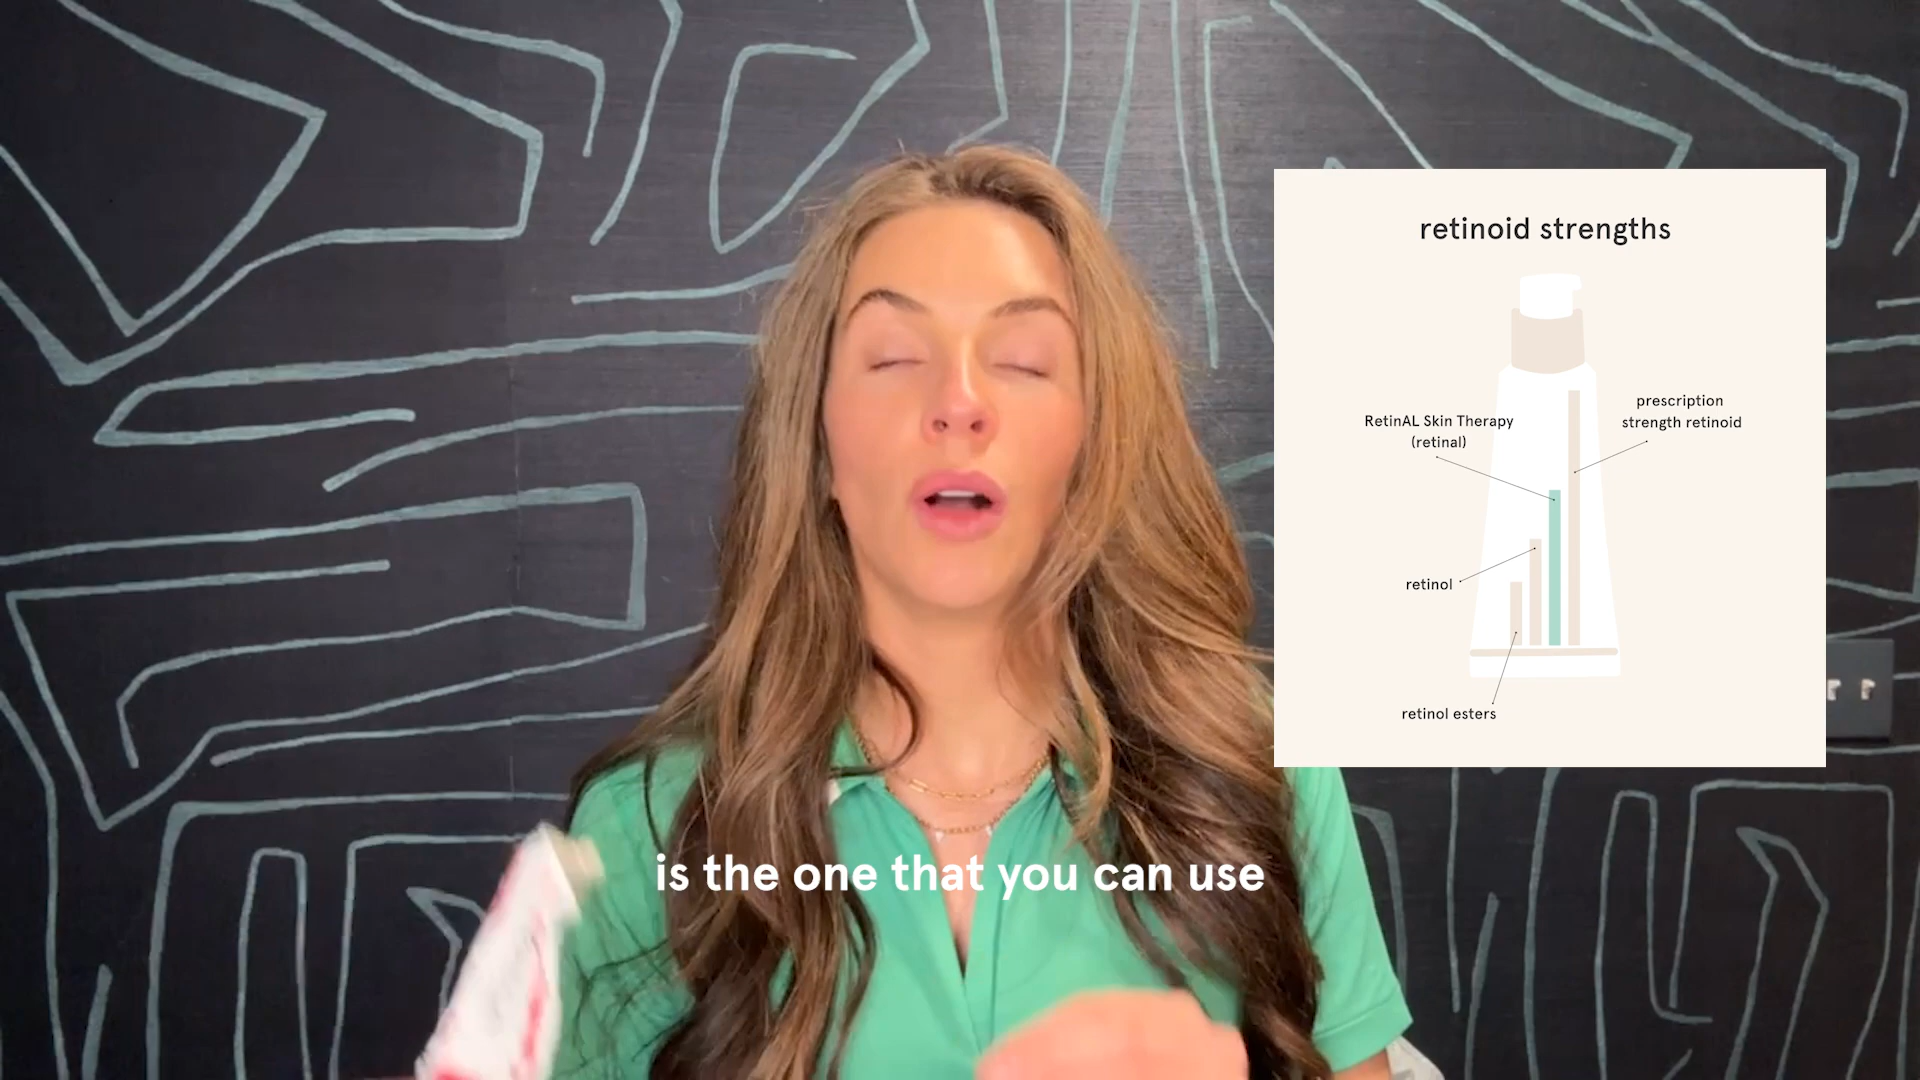 retinoid strengths
prescription
strength retinoid
RetinAL Skin Therapy
(retinal)
retinol
retinol esters
is the one that you can use